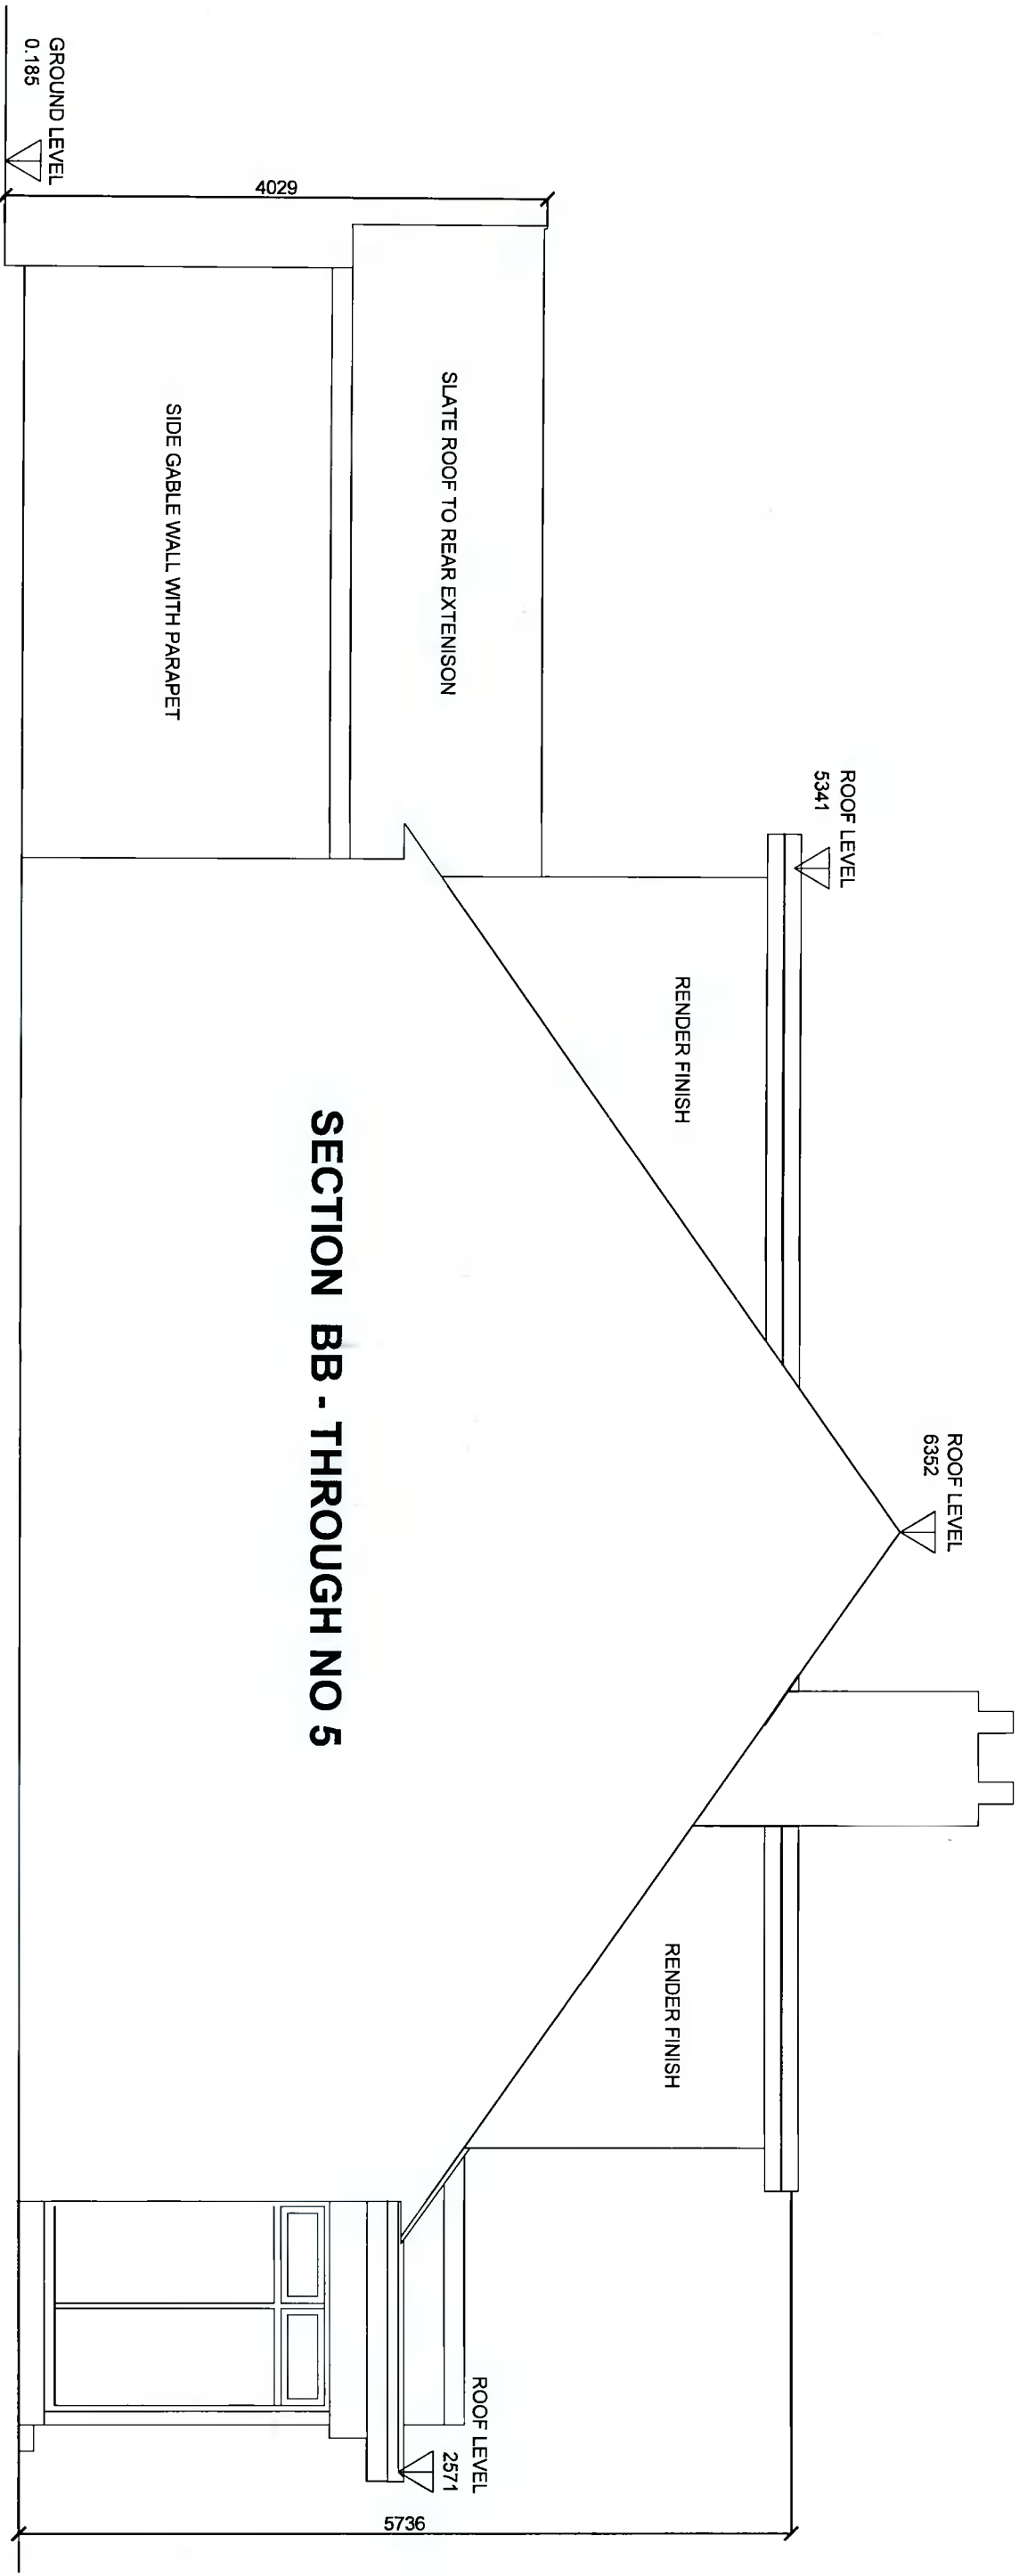 ROOF LEVEL
6352
ROOF LEVEL
5341
RENDER FINISH
RENDER FINISH
SLATE ROOF TO REAR EXTENISON
4029
SIDE GABLE WALL WITH PARAPET
SECTION BB - THROUGH NO 5
ROOF LEVEL
2571
5736
GROUND LEVEL
0.185